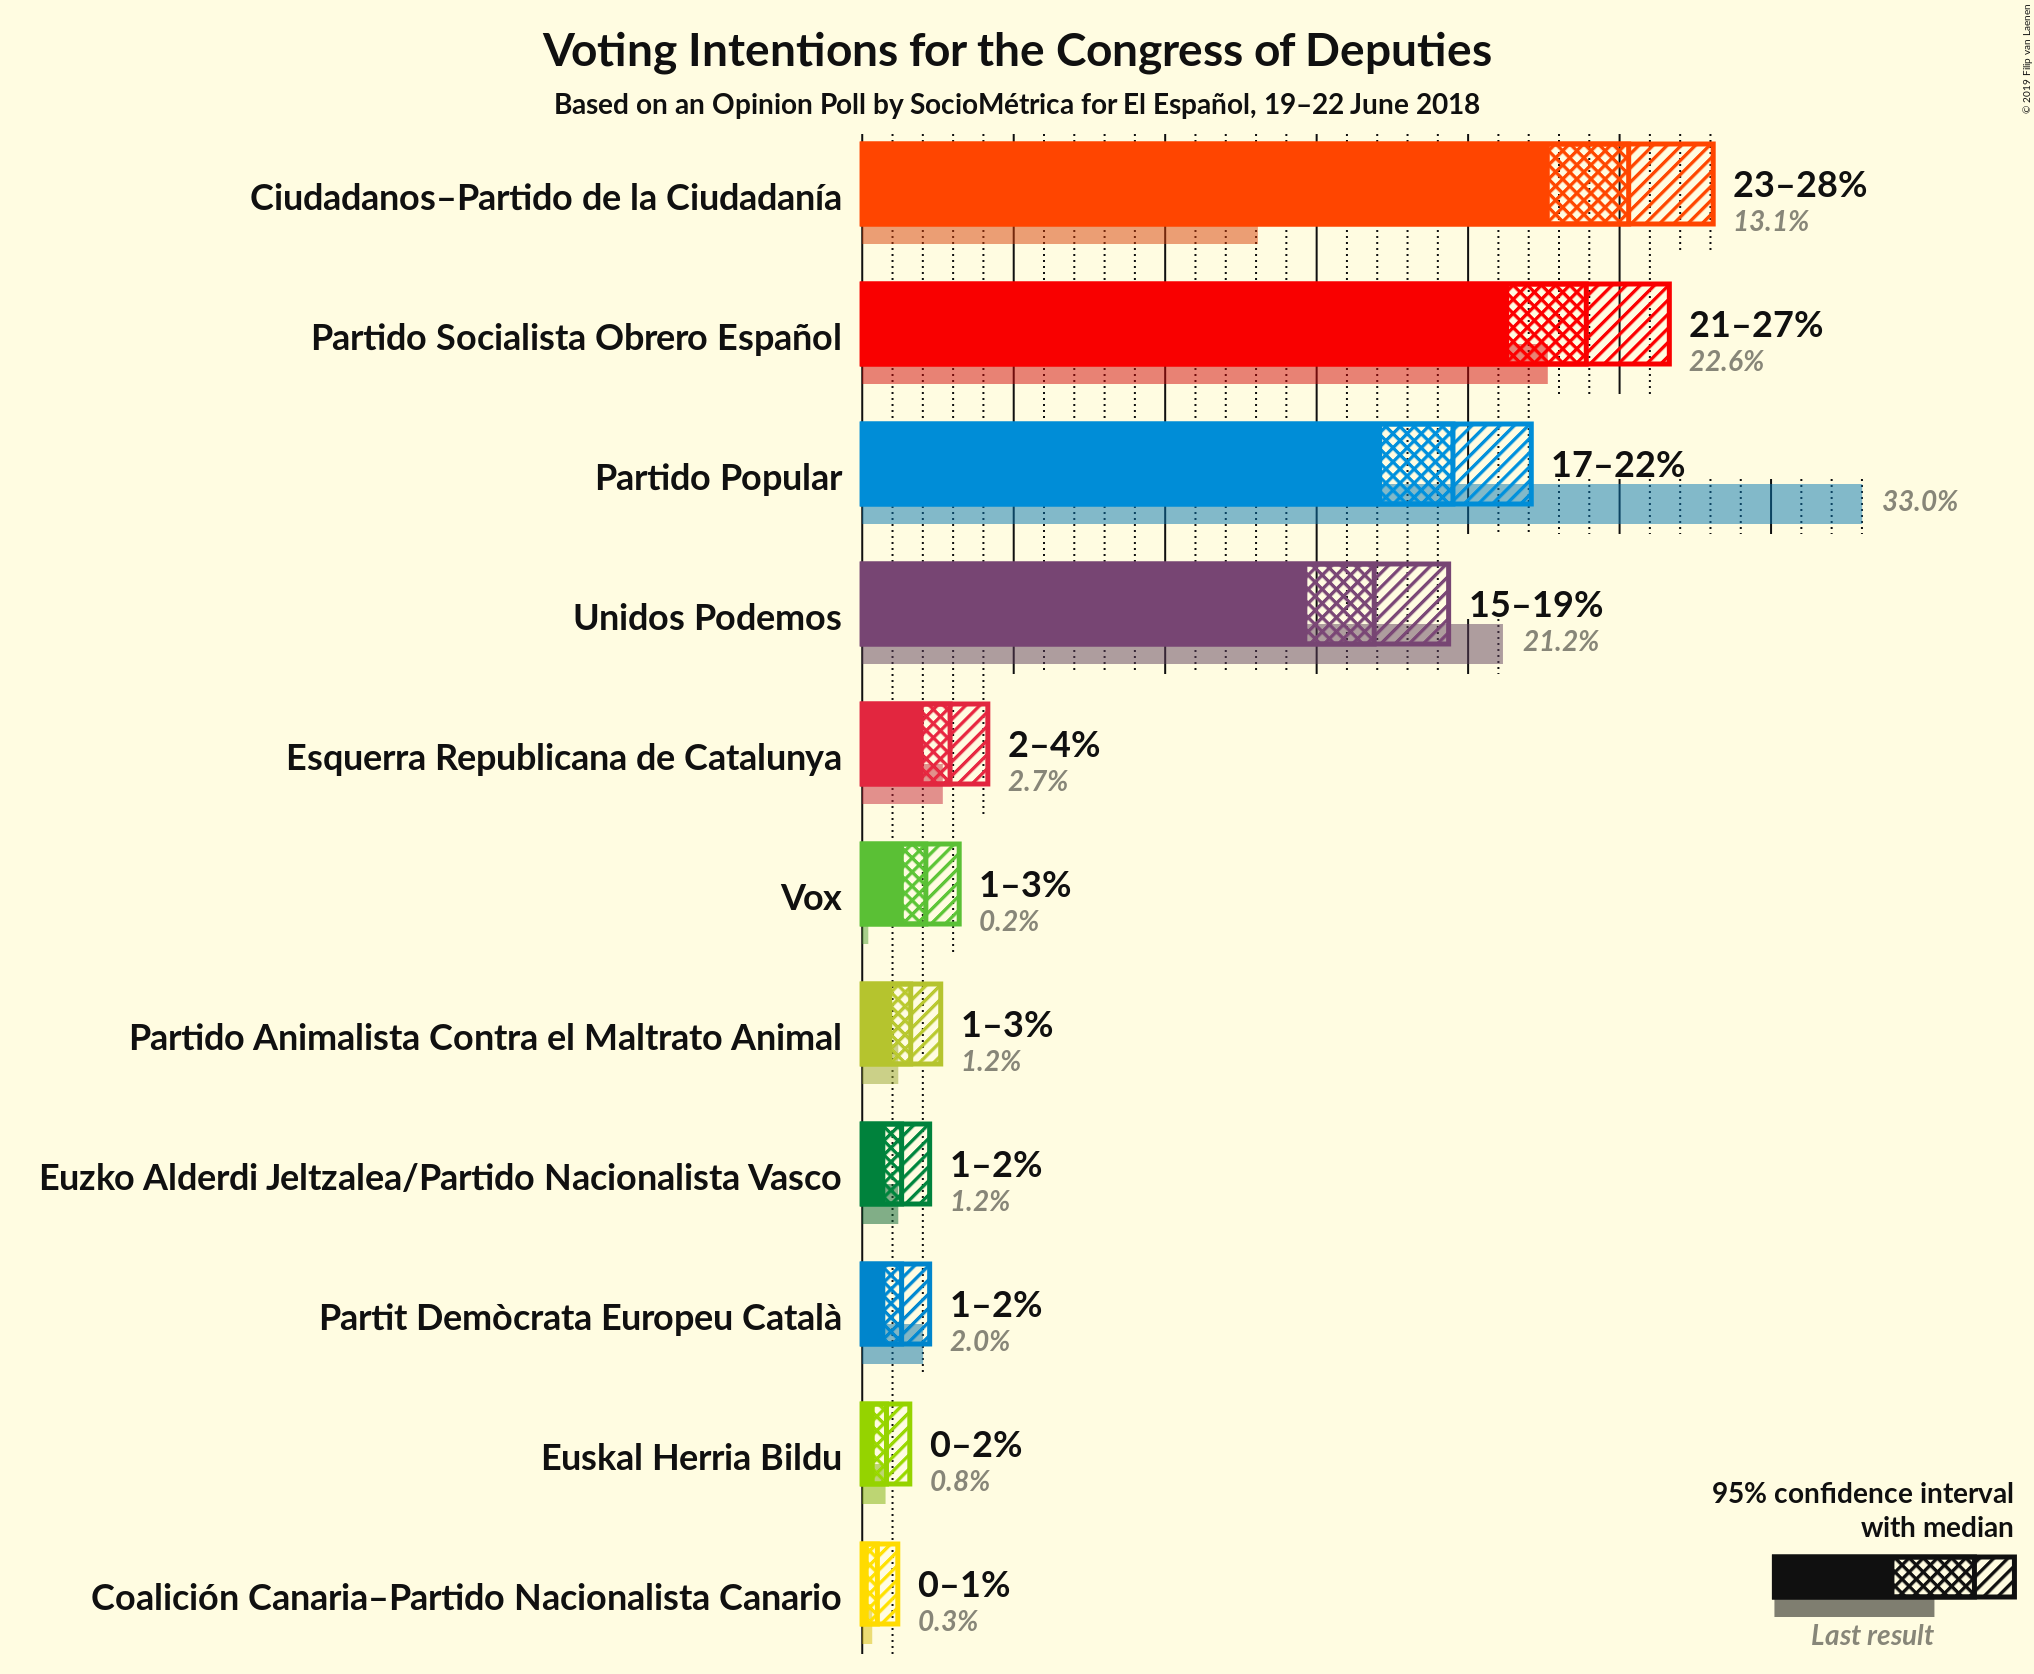 Voting Intentions for the Congress of Deputies
Based on an Opinion Poll by SocioMétrica for El Español, 19–22 June 2018
© 2019 Filip van Laenen
Ciudadanos–Partido de la Ciudadanía
23–28%
13.1%
Partido Socialista Obrero Español
21–27%
22.6%
Partido Popular
17–22%
33.0%
Unidos Podemos
15–19%
21.2%
Esquerra Republicana de Catalunya
2–4%
2.7%
Vox
1–3%
0.2%
Partido Animalista Contra el Maltrato Animal
1–3%
1.2%
Euzko Alderdi Jeltzalea/Partido Nacionalista Vasco
1–2%
1.2%
Partit Demòcrata Europeu Català
1–2%
2.0%
Euskal Herria Bildu
0–2%
0.8%
Coalición Canaria–Partido Nacionalista Canario
0–1%
0.3%
95% confidence interval
with median
Last result